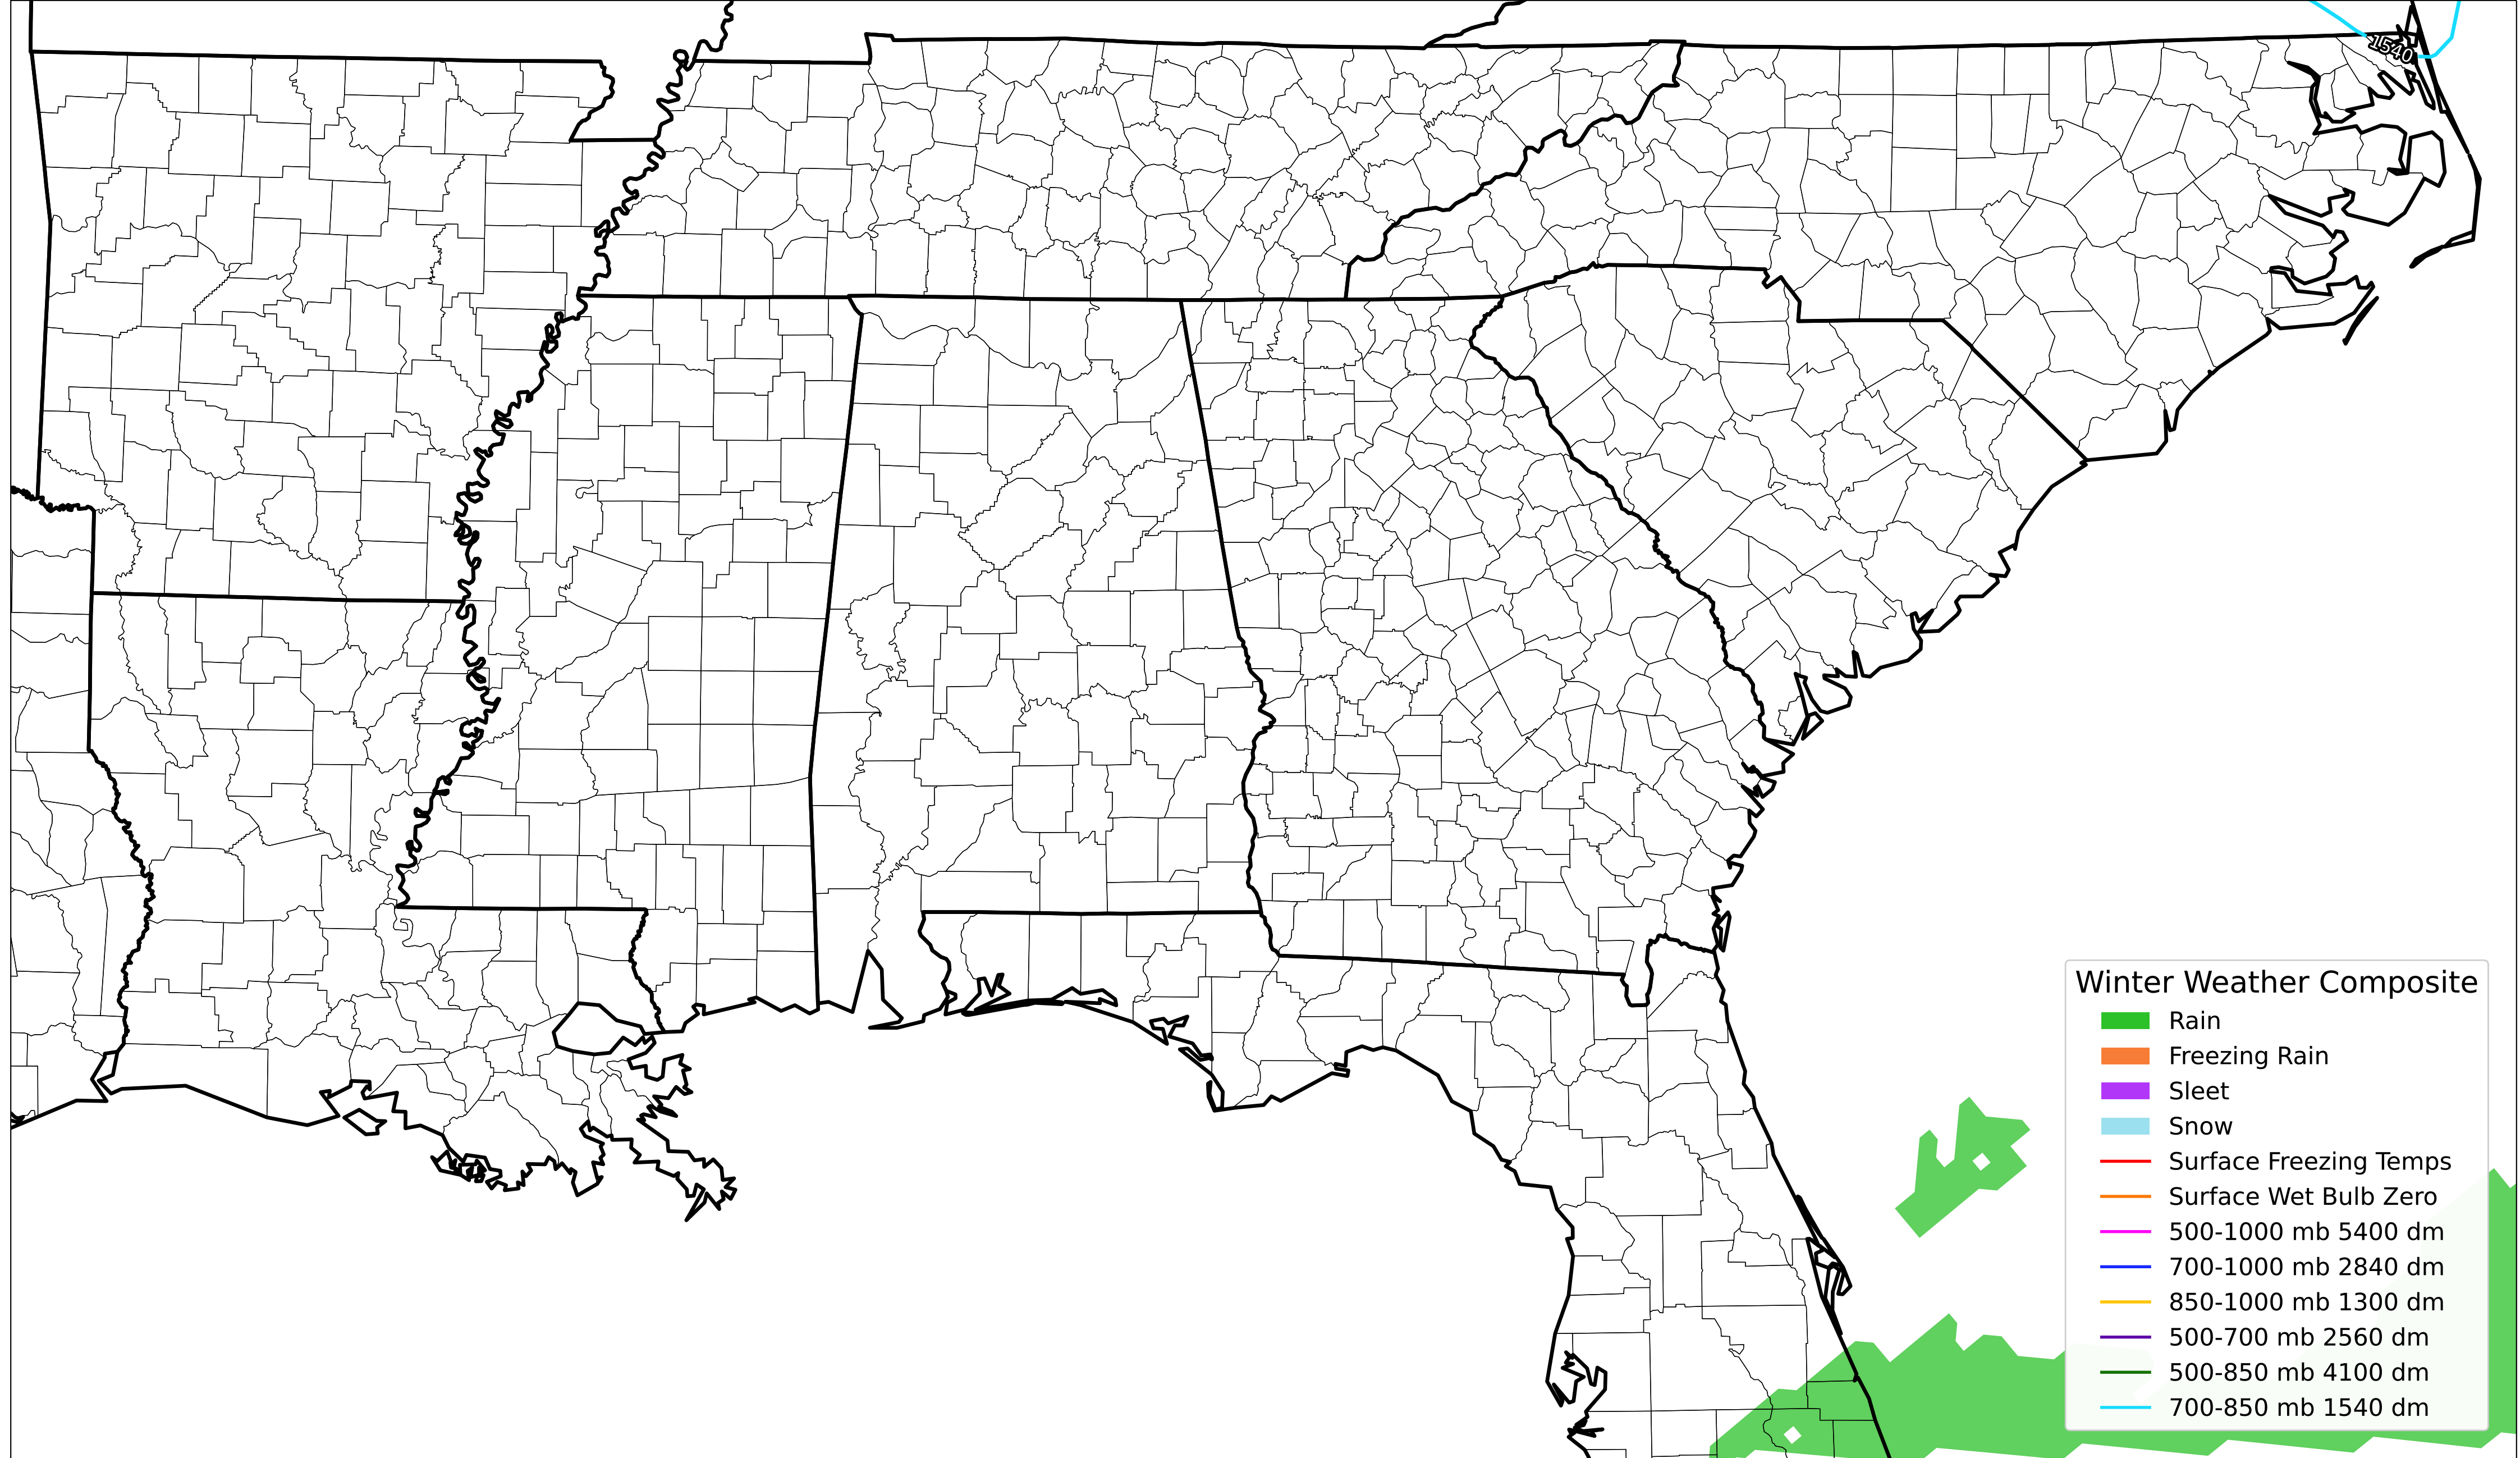 1540
Winter Weather Composite
Rain
Freezing Rain
Sleet
Snow
Surface Freezing Temps
Surface Wet Bulb Zero
500-1000 mb 5400 dm
700-1000 mb 2840 dm
850-1000 mb 1300 dm
500-700 mb 2560 dm
500-850 mb 4100 dm
700-850 mb 1540 dm